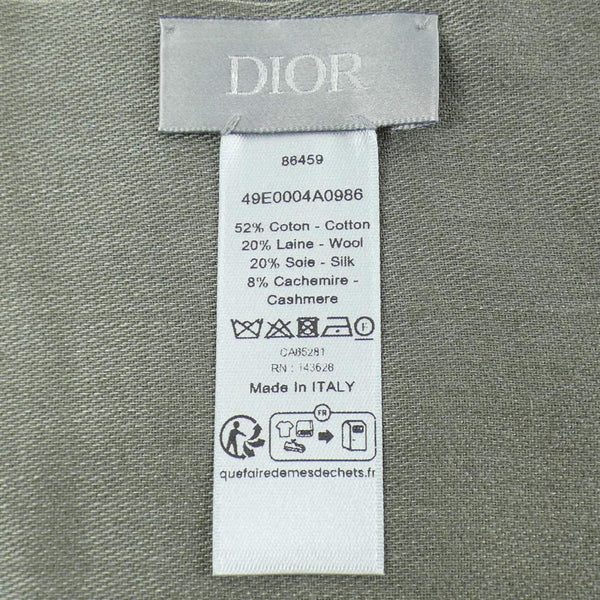 DIOR
86459
49E0004A0986
52% Coton - Cotton
20% Laine - Wool
20% Soie - Silk
8% Cachemire -
Cashmere
F
CA85281
RN : 143628
Made In ITALY
FR
quefairedemesdechets.fr